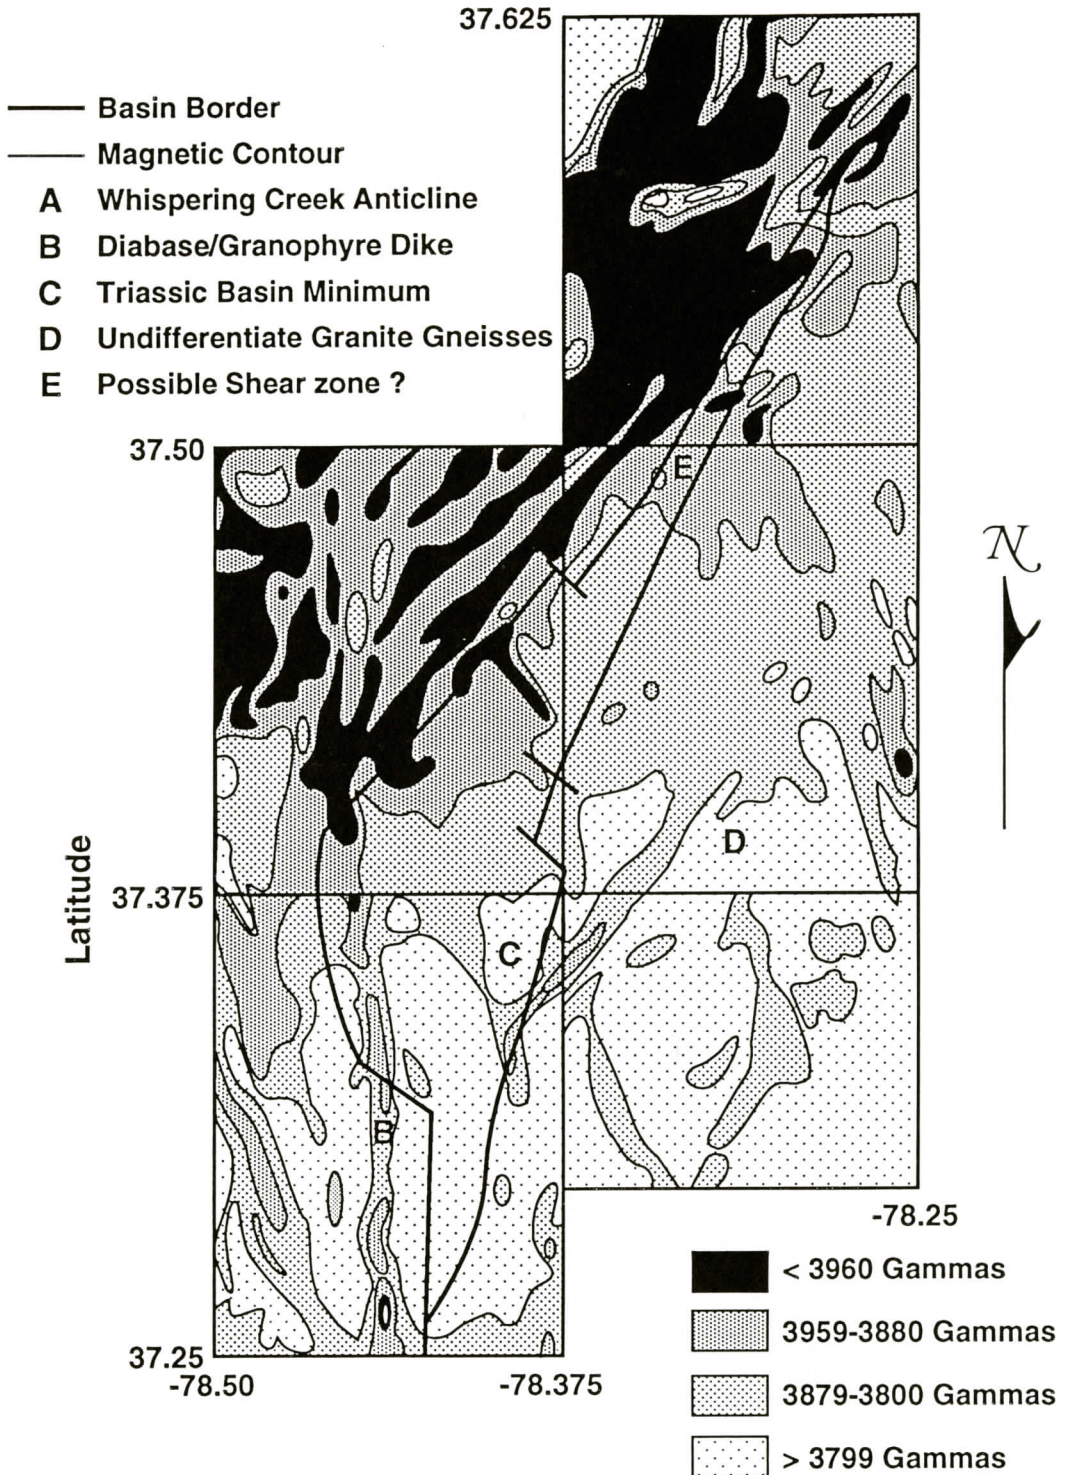 37.625
Basin Border
Magnetic Contour
A Whispering Creek Anticline
B Diabase/Granophyre Dike
C Triassic Basin Minimum
D Undifferentiate Granite Gneisses
E Possible Shear zone ?
37.50
E
N
D
Latitude
37.375
C
B
-78.25
< 3960 Gammas
3959-3880 Gammas
37.25
-78.50
-78.375
3879-3800 Gammas
> 3799 Gammas